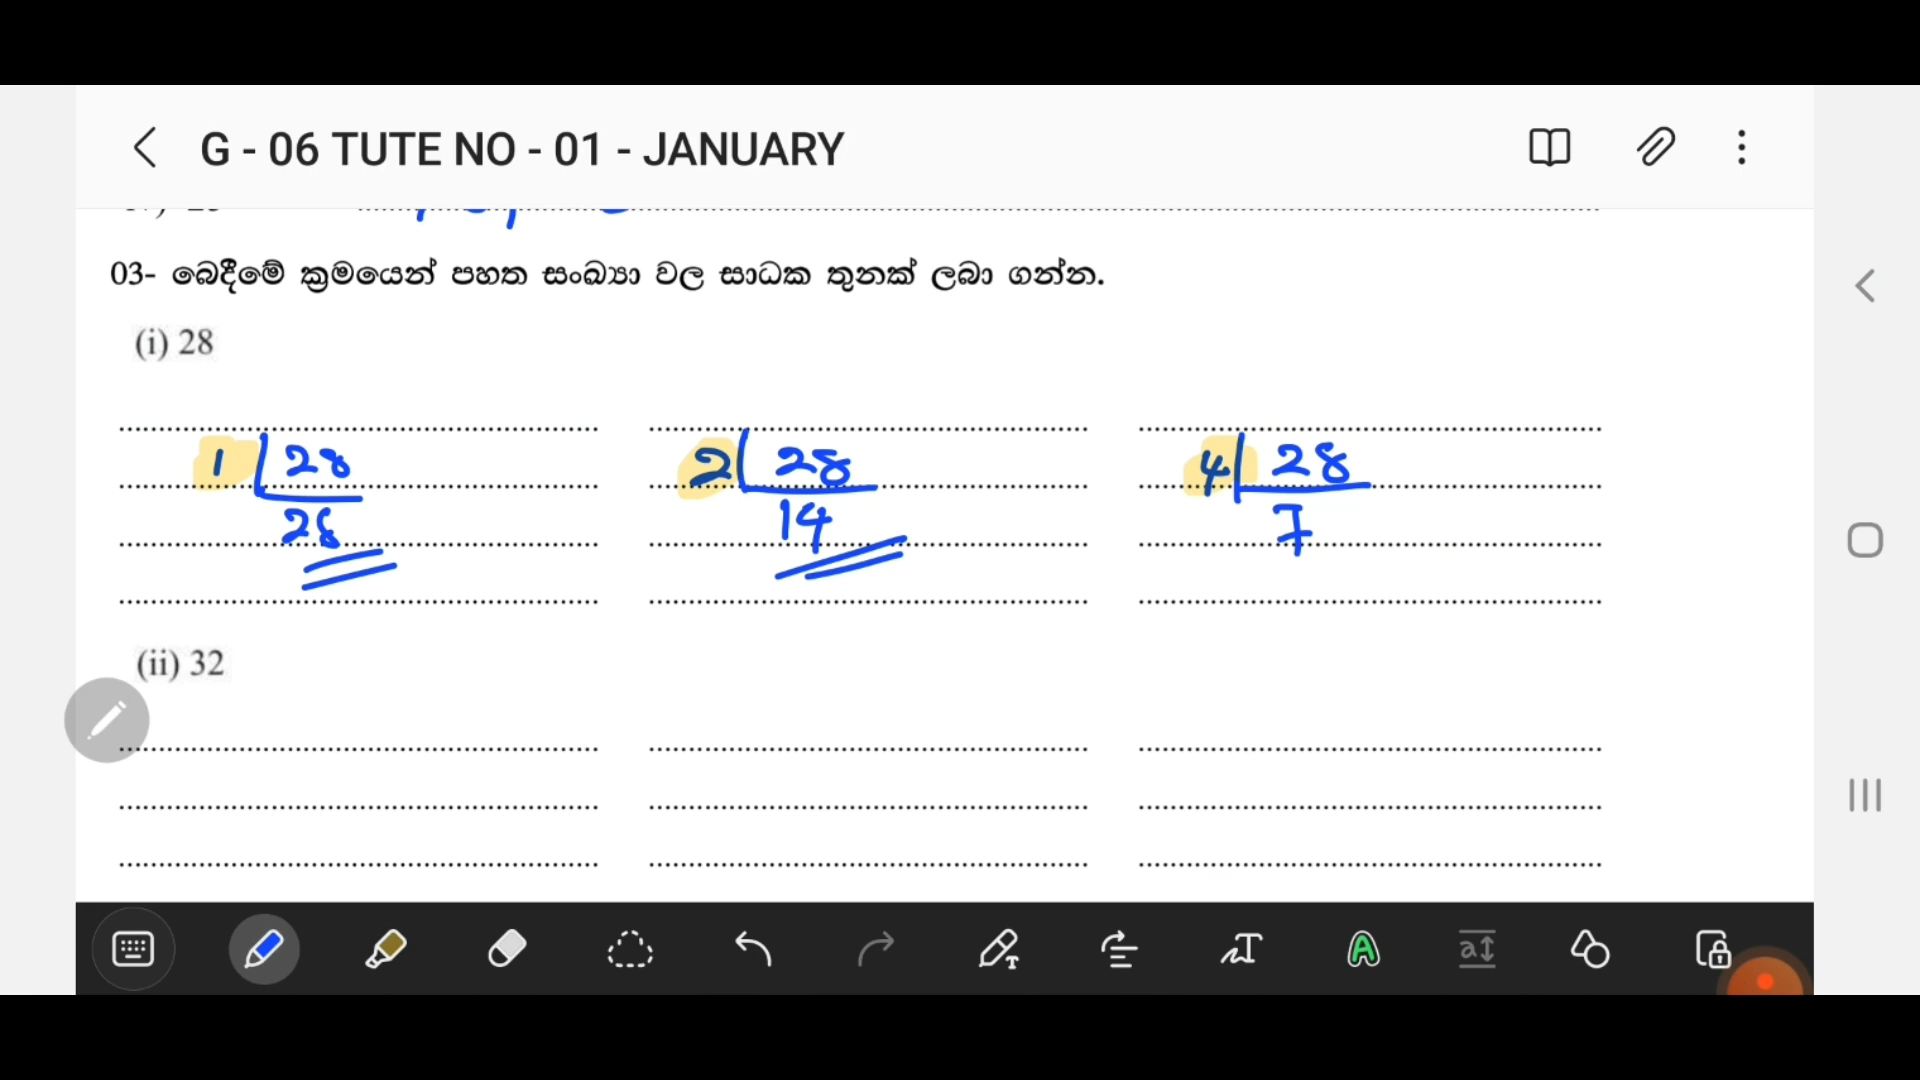 G - 06 TUTE NO - 01 - JANUARY
03- බෙදීමේ ක්‍රමයෙන් පහත සංඛ්‍යා වල සාධක තුනක් ලබා ගන්න.
(i) 28
1 28 2 28 4 28
28 14 7
(ii) 32